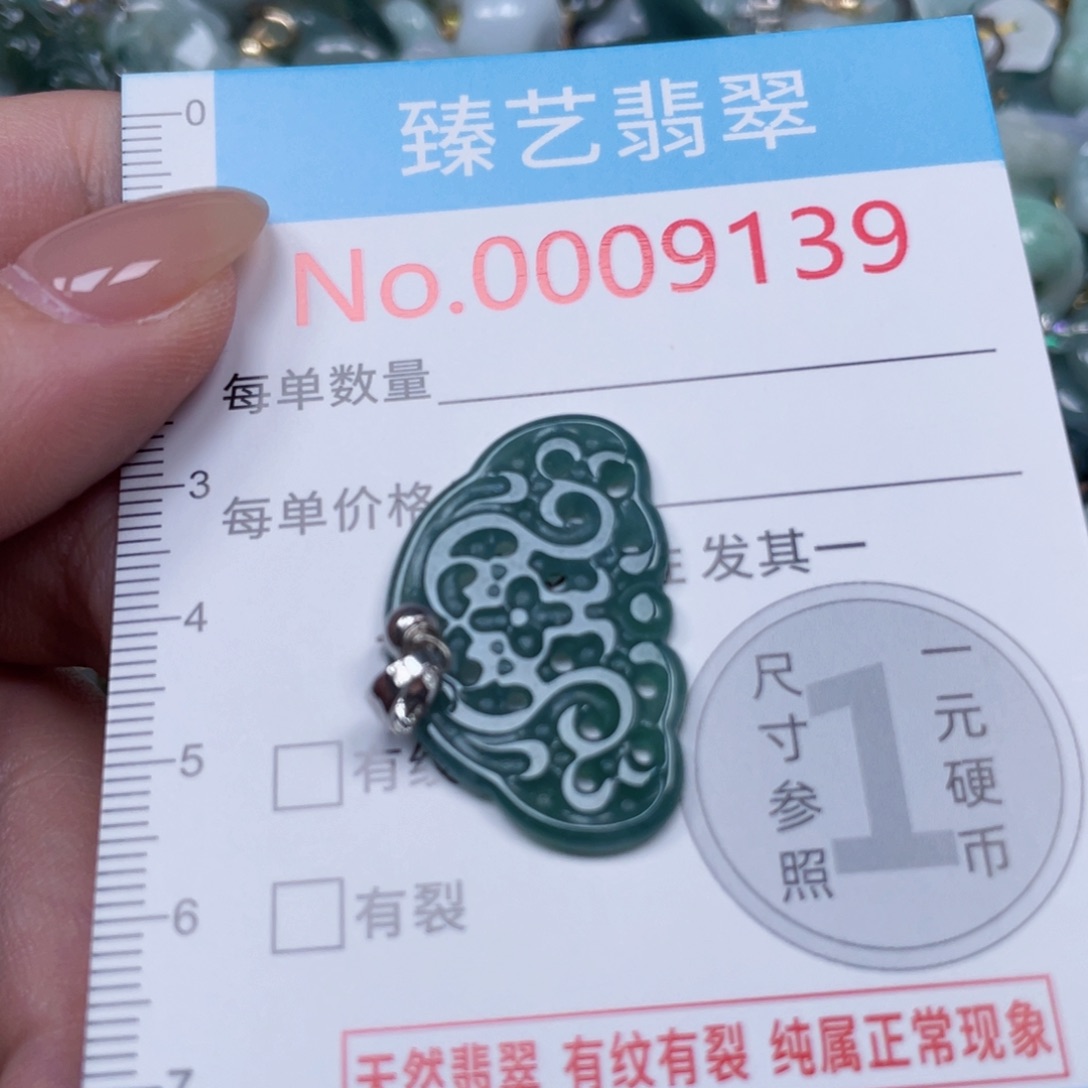 臻艺翡翠
No.0009139
每单数量
每单价格
发其一
尺寸参照
1
一元硬币
有纹
有裂
天然翡翠 有纹有裂 纯属正常现象
0
3
4
5
6
7